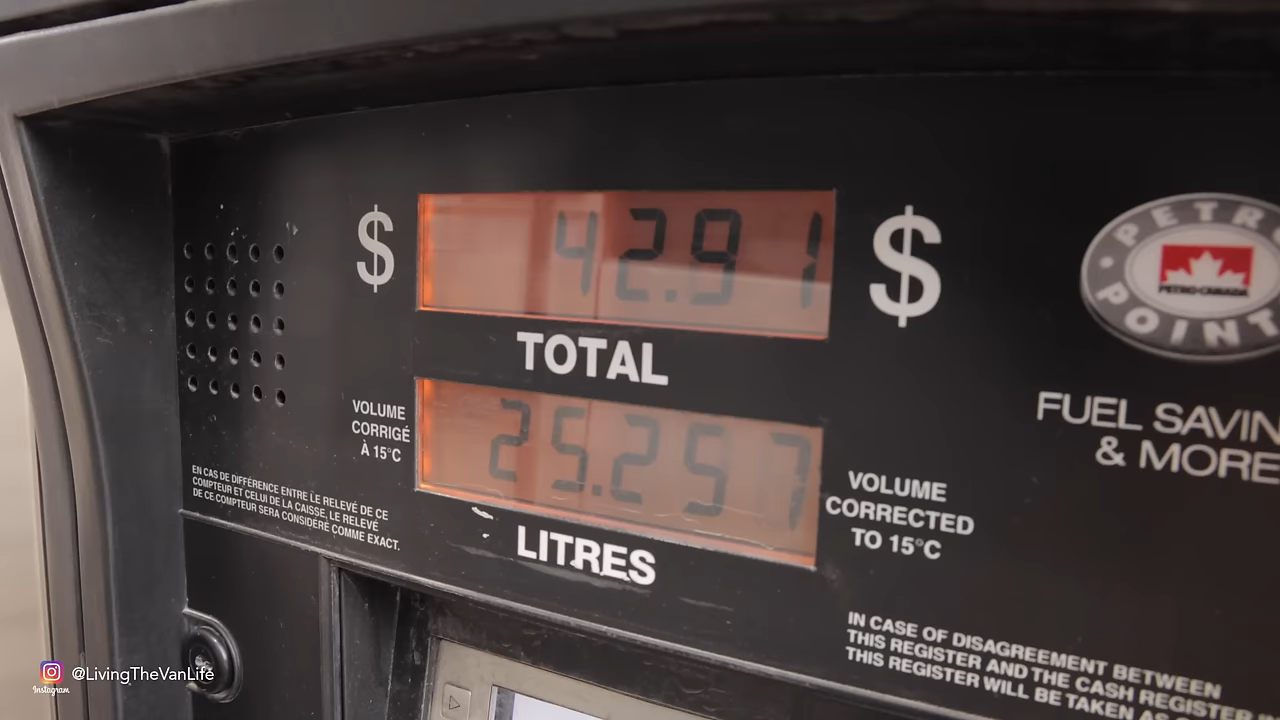 $ 42.91 $
TOTAL
25.257
LITRES
VOLUME
CORRIGÉ
À 15°C
EN CAS DE DIFFÉRENCE ENTRE LE RELEVÉ DE CE
COMPTEUR ET CELUI DE LA CAISSE, LE RELEVÉ
DE CE COMPTEUR SERA CONSIDÉRÉ COMME EXACT.
VOLUME
CORRECTED
TO 15°C
PETRO
POINTS
PETRO-CANADA
FUEL SAVIN
& MORE
IN CASE OF DISAGREEMENT BETWEEN
THIS REGISTER AND THE CASH REGISTER
THIS REGISTER WILL BE TAKEN A
Instagram
@LivingTheVanLife